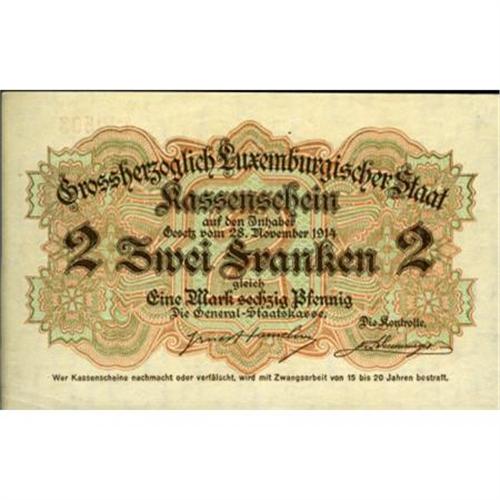 Grossherzoglich Luxemburgischer Staat
Kassenschein
auf den Inhaber
Gesetz vom 28. November 1914
2 Zwei Franken 2
gleich
Eine Mark sechzig Pfennig
Die General-Staatskasse. Die Kontrolle.
Wer Kassenscheine nachmacht oder verfälscht, wird mit Zwangsarbeit von 15 bis 20 Jahren bestraft.